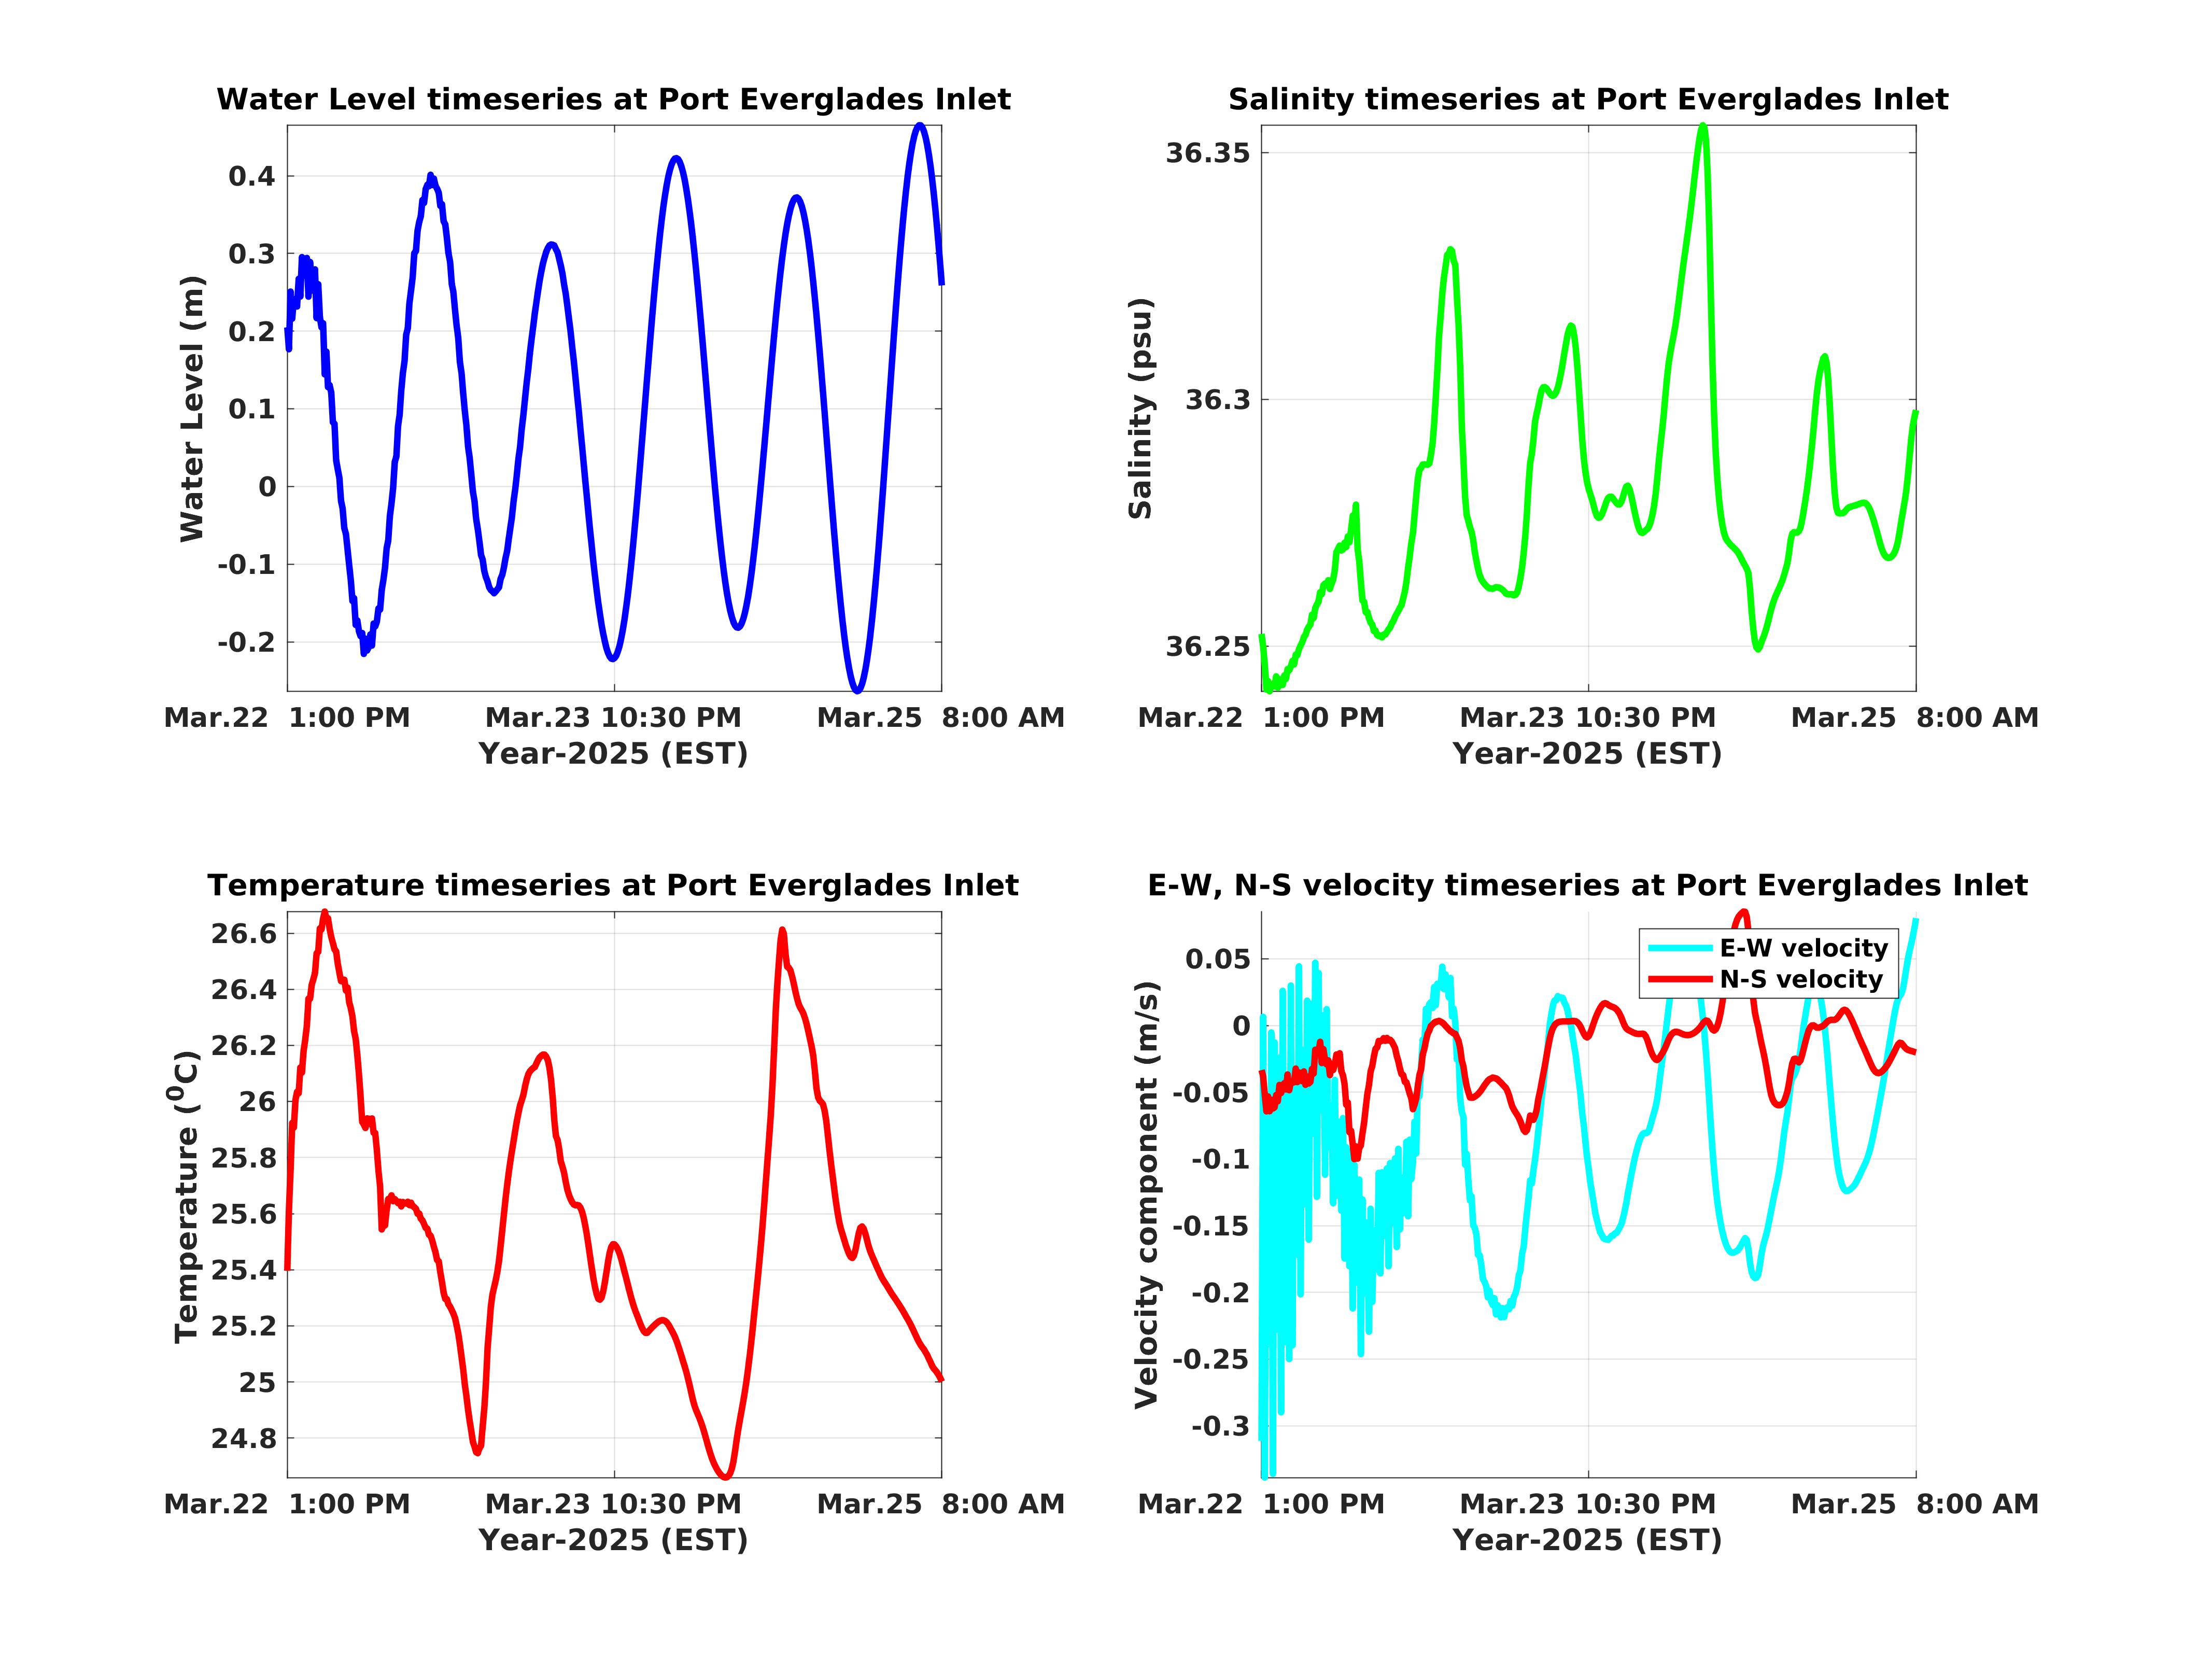 Water Level timeseries at Port Everglades Inlet
Water Level (m)
0.4
0.3
0.2
0.1
0
-0.1
-0.2
Mar.22 1:00 PM Mar.23 10:30 PM Mar.25 8:00 AM
Year-2025 (EST)
Salinity timeseries at Port Everglades Inlet
Salinity (psu)
36.35
36.3
36.25
Mar.22 1:00 PM Mar.23 10:30 PM Mar.25 8:00 AM
Year-2025 (EST)
Temperature timeseries at Port Everglades Inlet
Temperature (⁰C)
26.6
26.4
26.2
26
25.8
25.6
25.4
25.2
25
24.8
Mar.22 1:00 PM Mar.23 10:30 PM Mar.25 8:00 AM
Year-2025 (EST)
E-W, N-S velocity timeseries at Port Everglades Inlet
Velocity component (m/s)
0.05
0
-0.05
-0.1
-0.15
-0.2
-0.25
-0.3
E-W velocity
N-S velocity
Mar.22 1:00 PM Mar.23 10:30 PM Mar.25 8:00 AM
Year-2025 (EST)